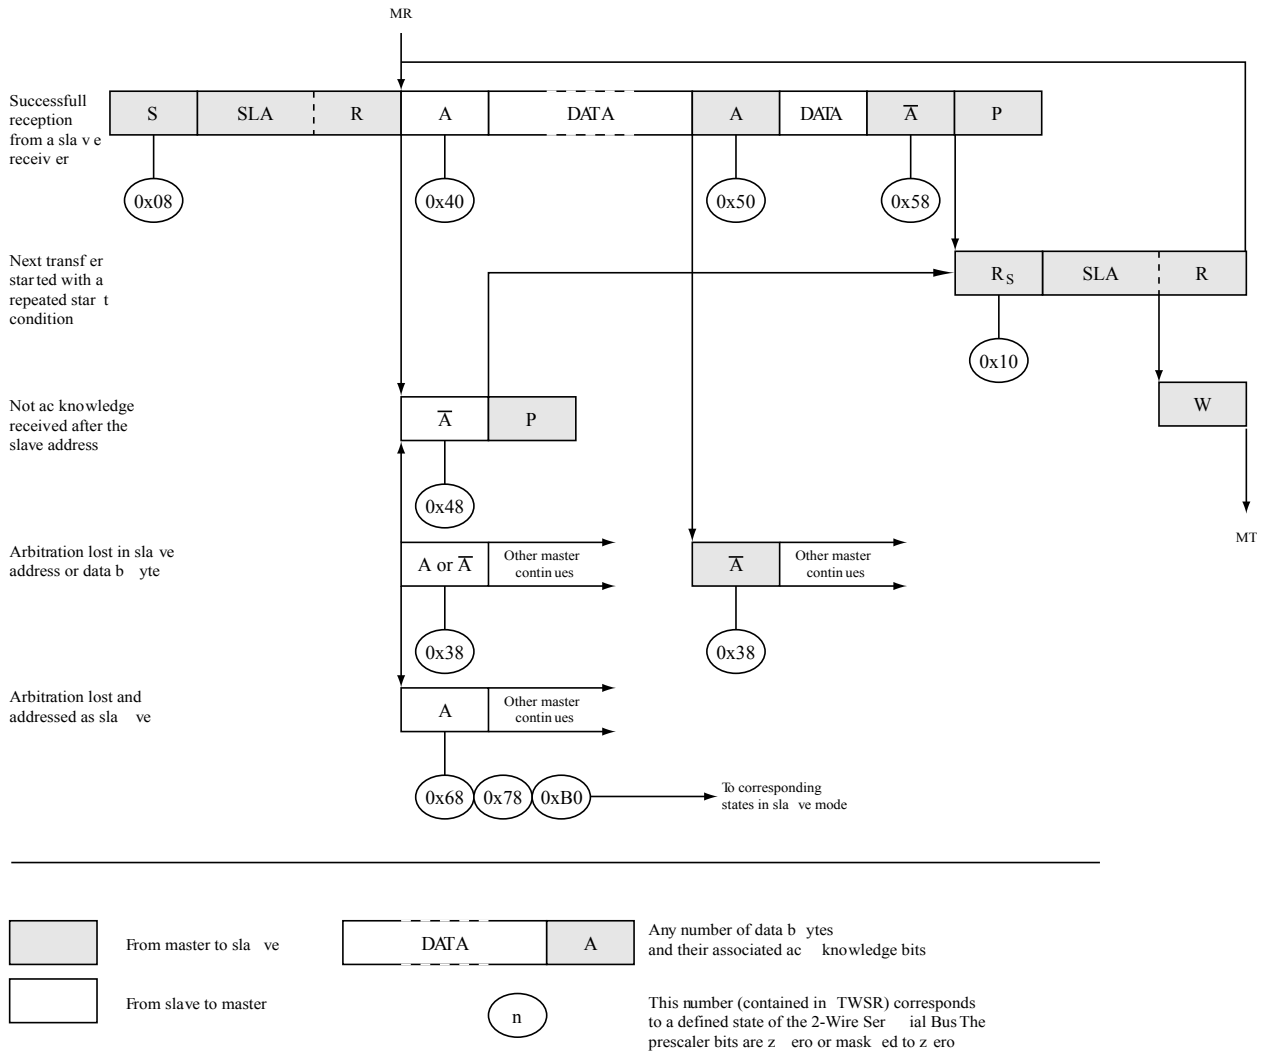 MR
Successfull
reception
from a sla v e
receiv er
S SLA R A DATA A DATA A P
0x08 0x40 0x50 0x58
Next transf er
star ted with a
repeated star t
condition
RS SLA R
0x10
Not ac knowledge
received after the
slave address
A P
W
0x48
MT
Arbitration lost in sla ve
address or data b yte
A or A
Other master
contin ues
A
Other master
contin ues
0x38 0x38
Arbitration lost and
addressed as sla ve
A
Other master
contin ues
0x68 0x78 0xB0
To corresponding
states in sla ve mode
From master to sla ve
DATA A
Any number of data b ytes
and their associated ac knowledge bits
From slave to master
n
This number (contained in TWSR) corresponds
to a defined state of the 2-Wire Ser ial Bus The
prescaler bits are z ero or mask ed to z ero